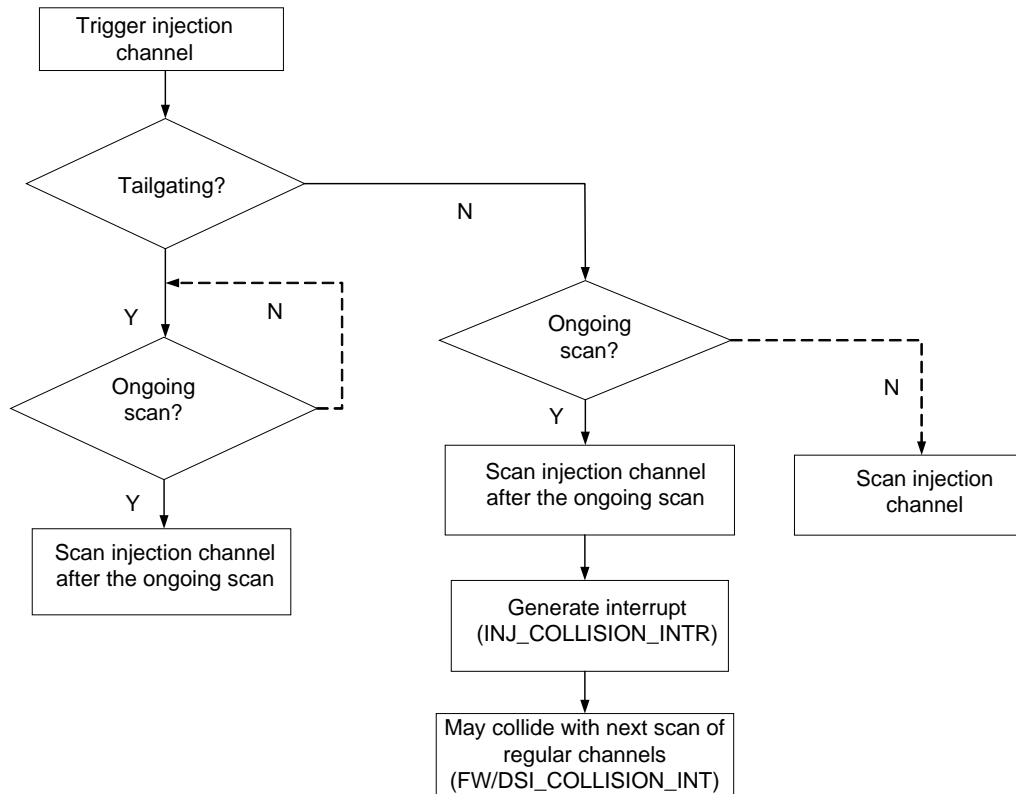 Trigger injection
channel
Tailgating?
N
Y
N
Ongoing
scan?
Y
Scan injection channel
after the ongoing scan
Ongoing
scan?
N
Y
Scan injection channel
after the ongoing scan
Scan injection
channel
Generate interrupt
(INJ_COLLISION_INTR)
May collide with next scan of
regular channels
(FW/DSI_COLLISION_INT)